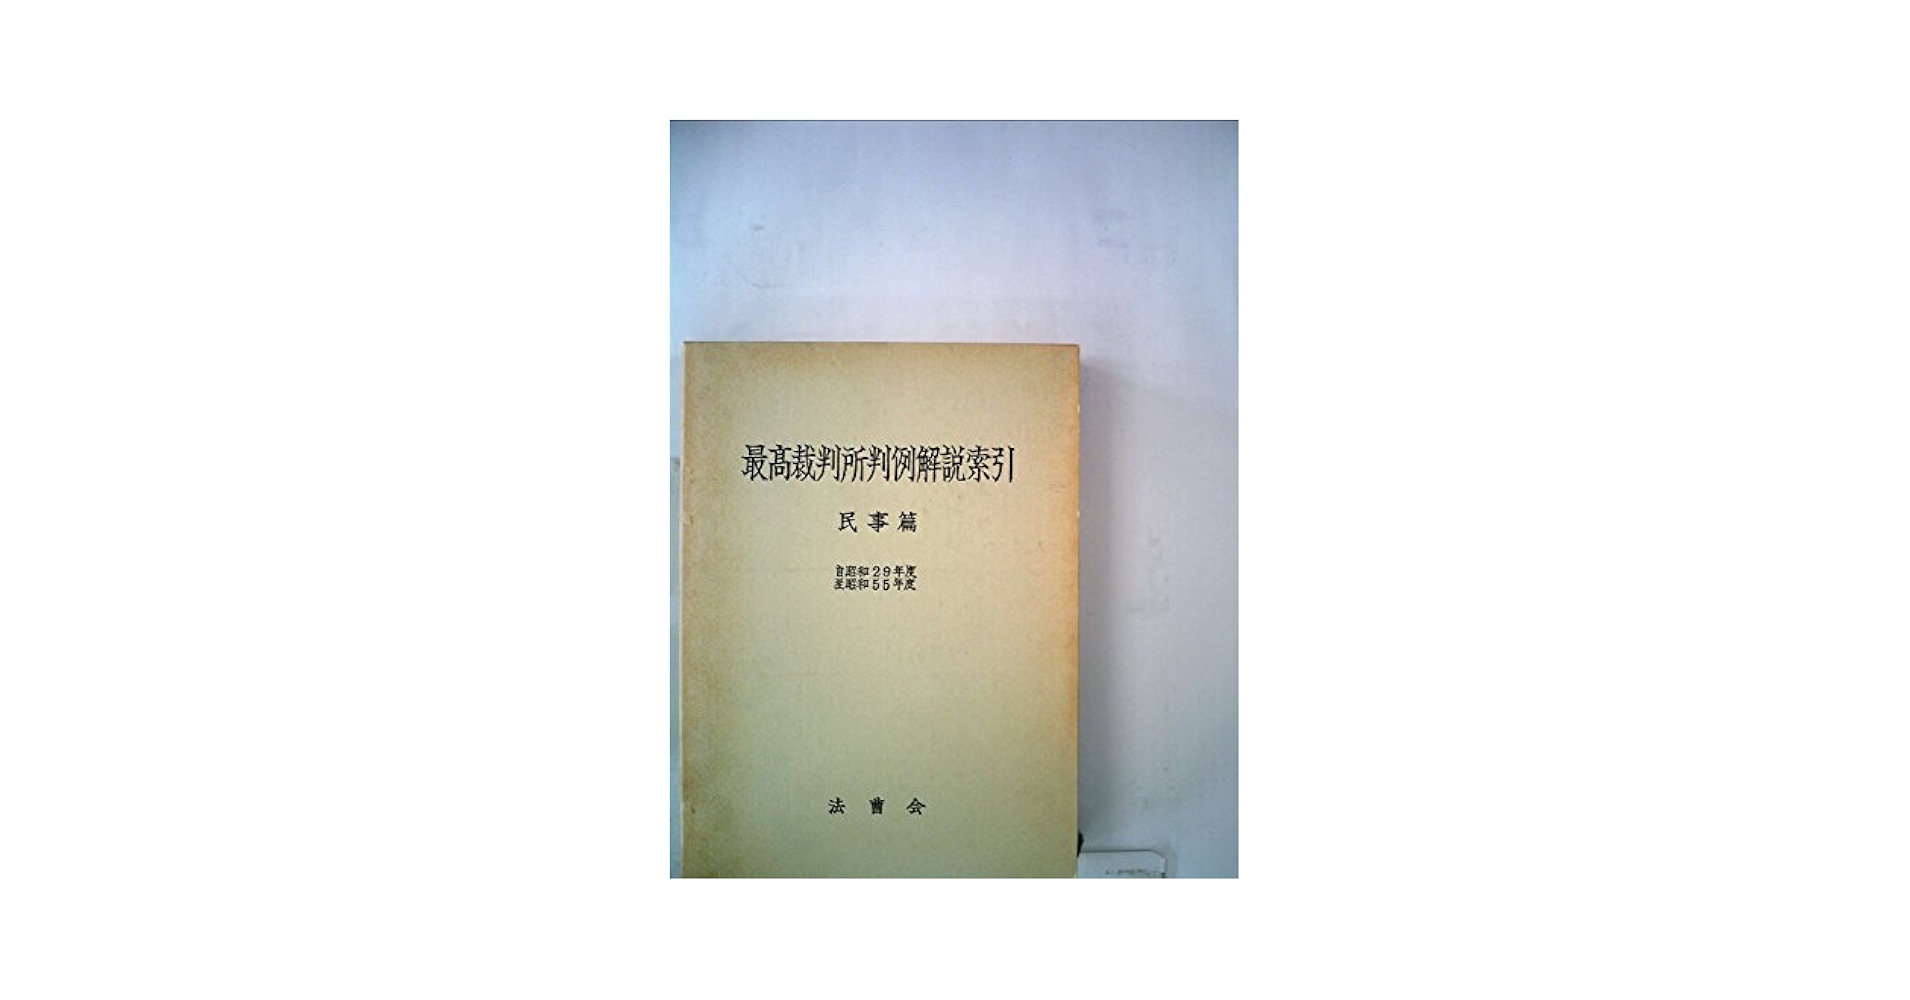 最高裁判所判例解説索引
民事篇
自昭和29年度
至昭和55年度
法曹会